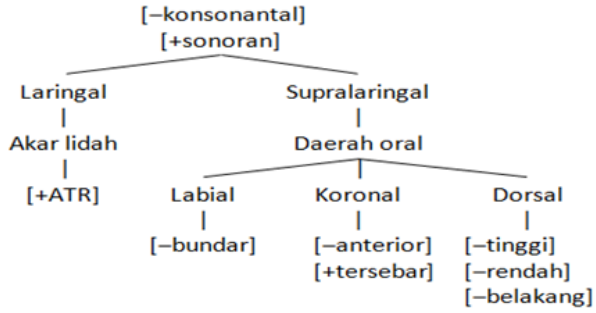 [–konsonantal]
[+sonoran]
Laringal Supralaringal
Akar lidah Daerah oral
[+ATR] Labial Koronal Dorsal
[–bundar] [–anterior] [–tinggi]
[+tersebar] [–rendah]
[–belakang]